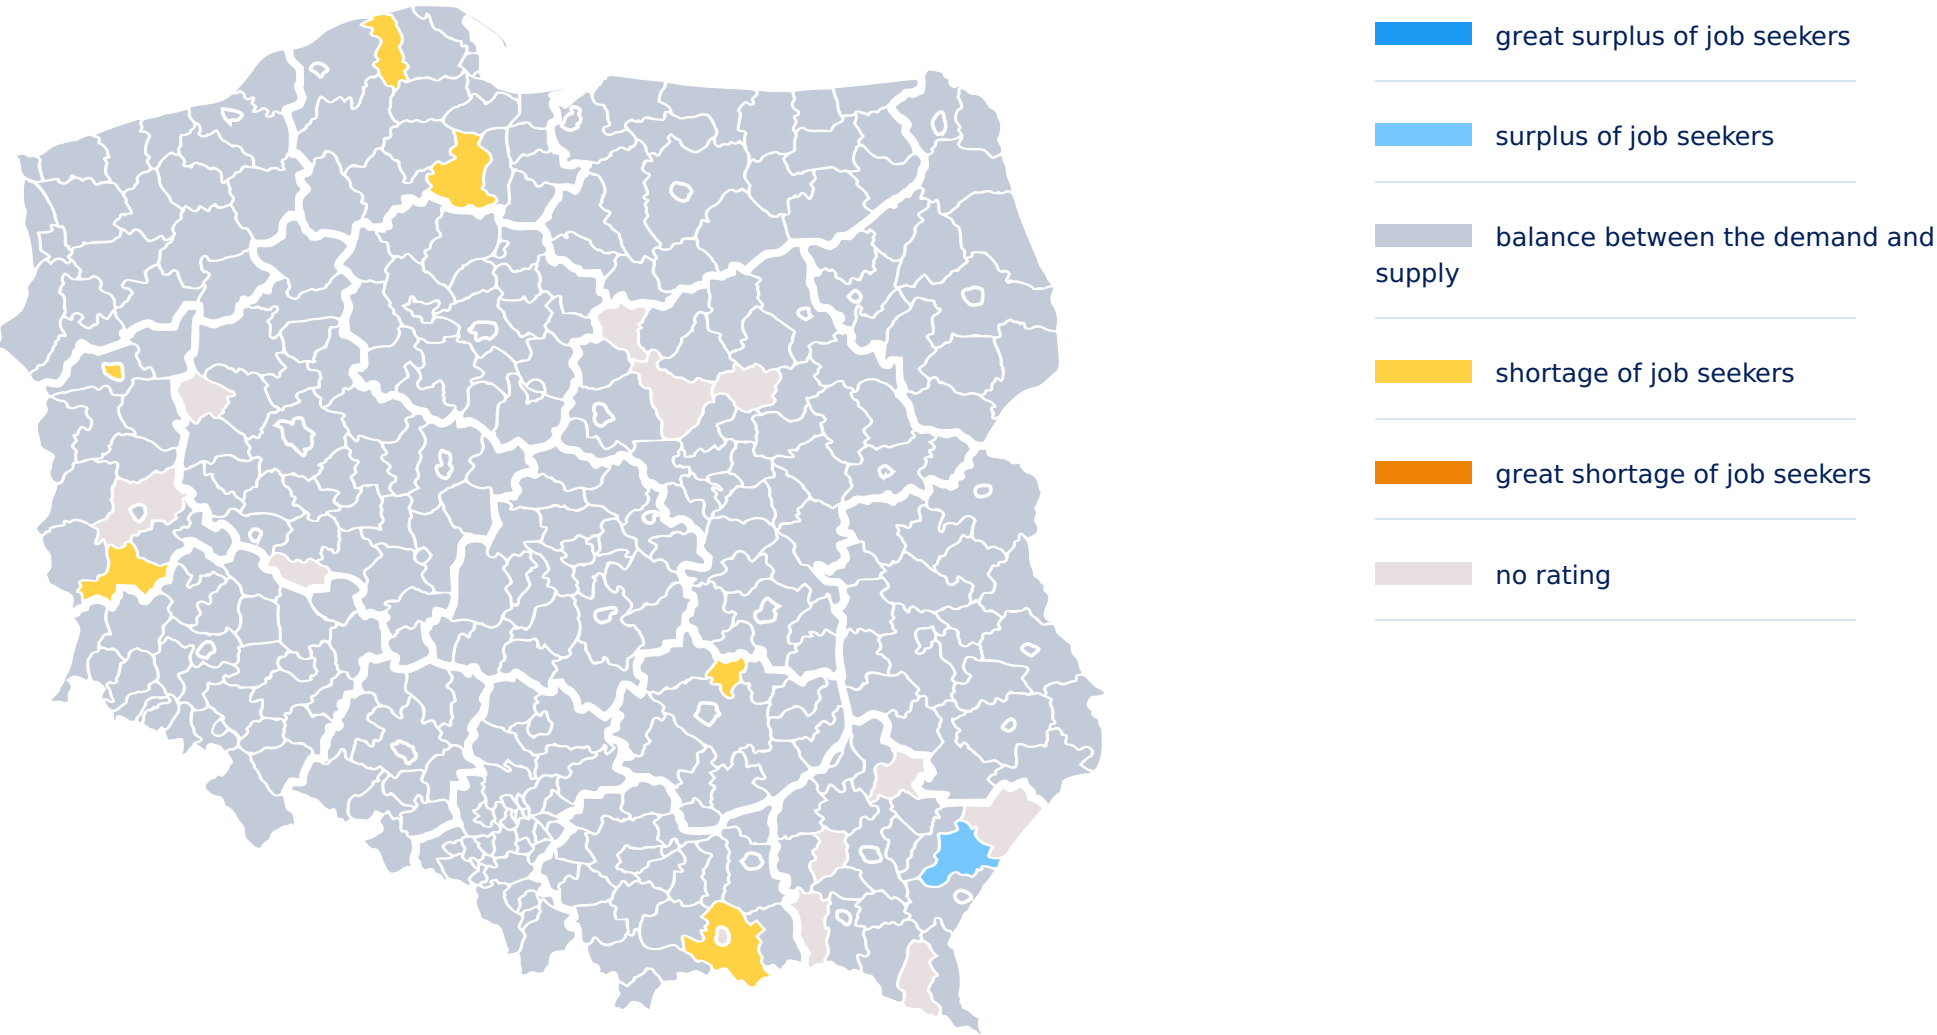 great surplus of job seekers
surplus of job seekers
balance between the demand and
supply
shortage of job seekers
great shortage of job seekers
no rating